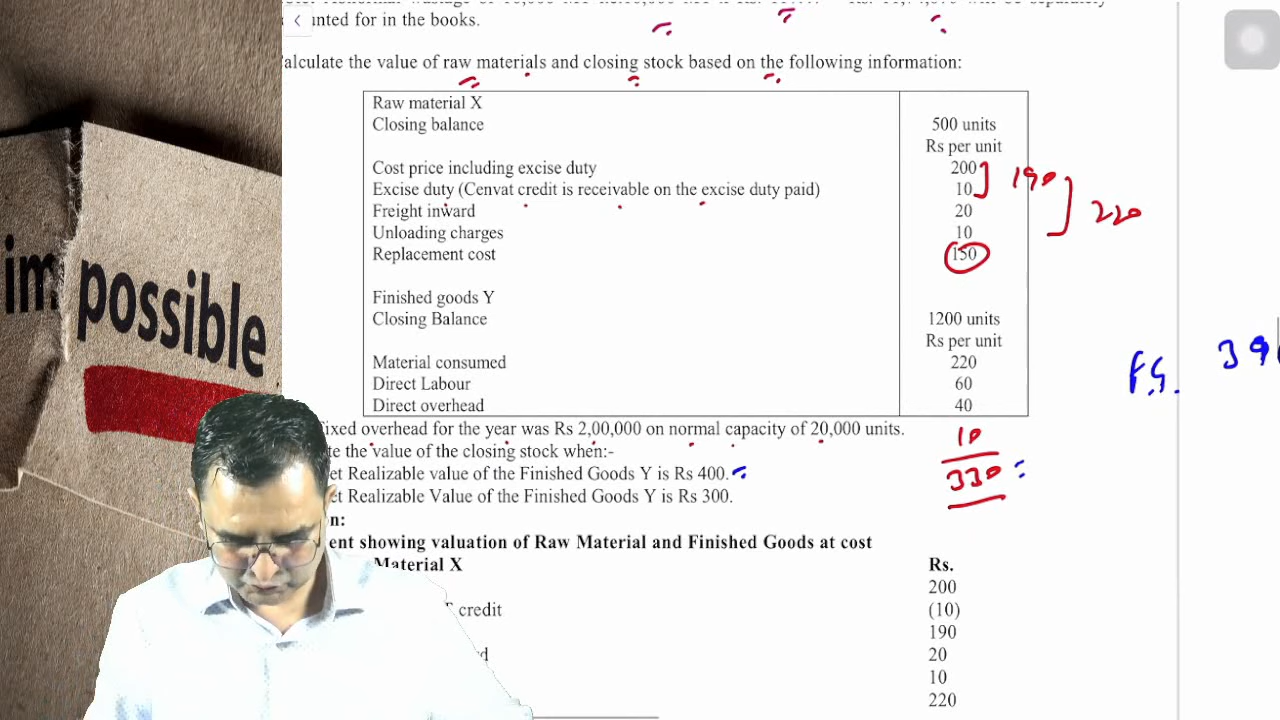 unted for in the books.
alculate the value of raw materials and closing stock based on the following information:
Raw material X
Closing balance 500 units
Rs per unit
Cost price including excise duty 200
Excise duty (Cenvat credit is receivable on the excise duty paid) 10
190
Freight inward 20
220
Unloading charges 10
Replacement cost 150
Finished goods Y
Closing Balance 1200 units
Rs per unit
Material consumed 220
Direct Labour 60
Direct overhead 40
F.G.
ixed overhead for the year was Rs 2,00,000 on normal capacity of 20,000 units.
10
te the value of the closing stock when:-
et Realizable value of the Finished Goods Y is Rs 400.
330
et Realizable Value of the Finished Goods Y is Rs 300.
n:
ent showing valuation of Raw Material and Finished Goods at cost
Material X Rs.
200
credit (10)
190
20
10
220
im possible